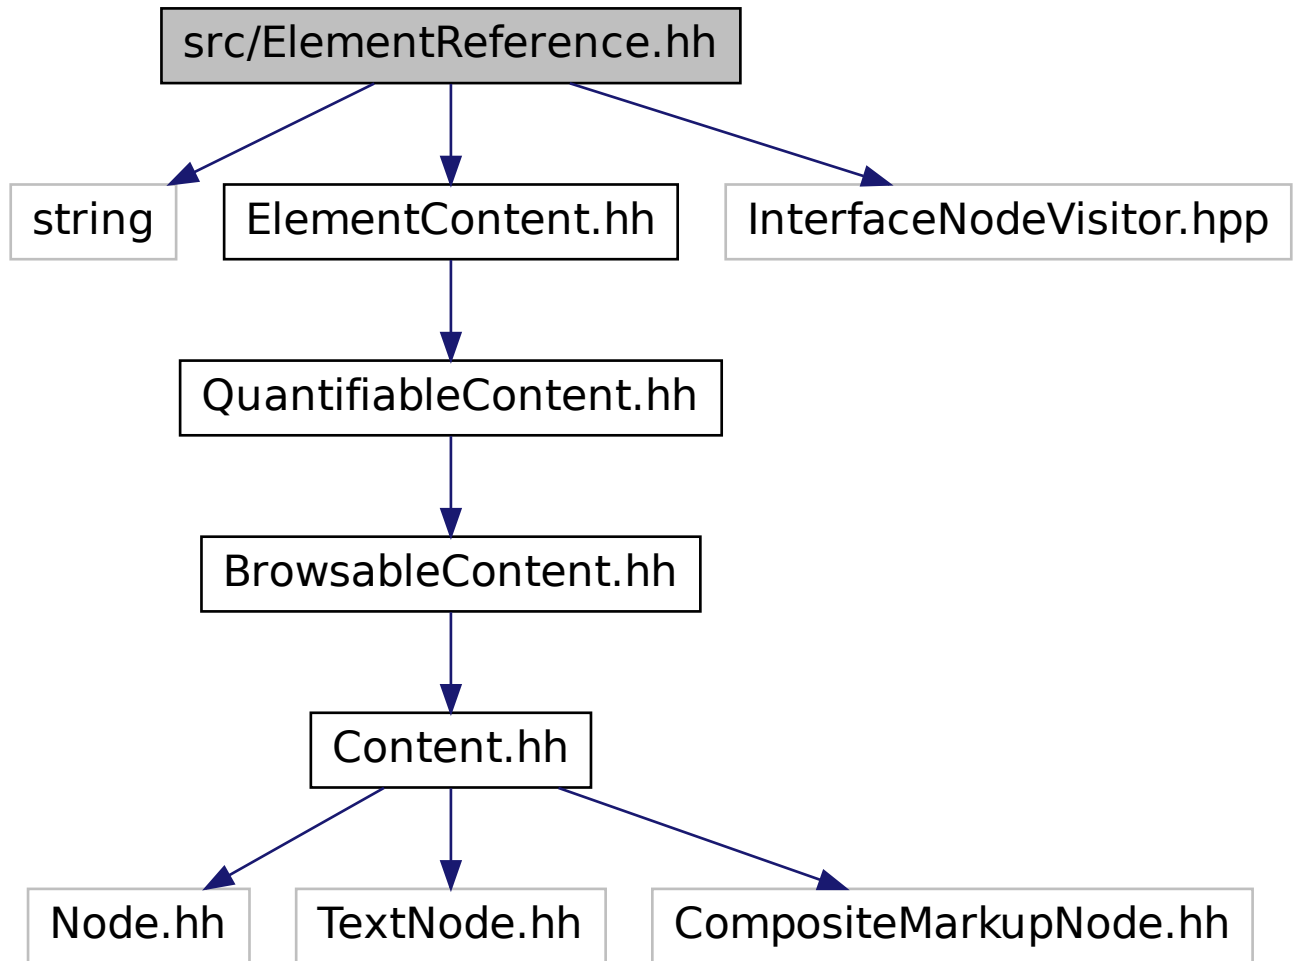 src/ElementReference.hh
string
ElementContent.hh
InterfaceNodeVisitor.hpp
QuantifiableContent.hh
BrowsableContent.hh
Content.hh
Node.hh
TextNode.hh
CompositeMarkupNode.hh